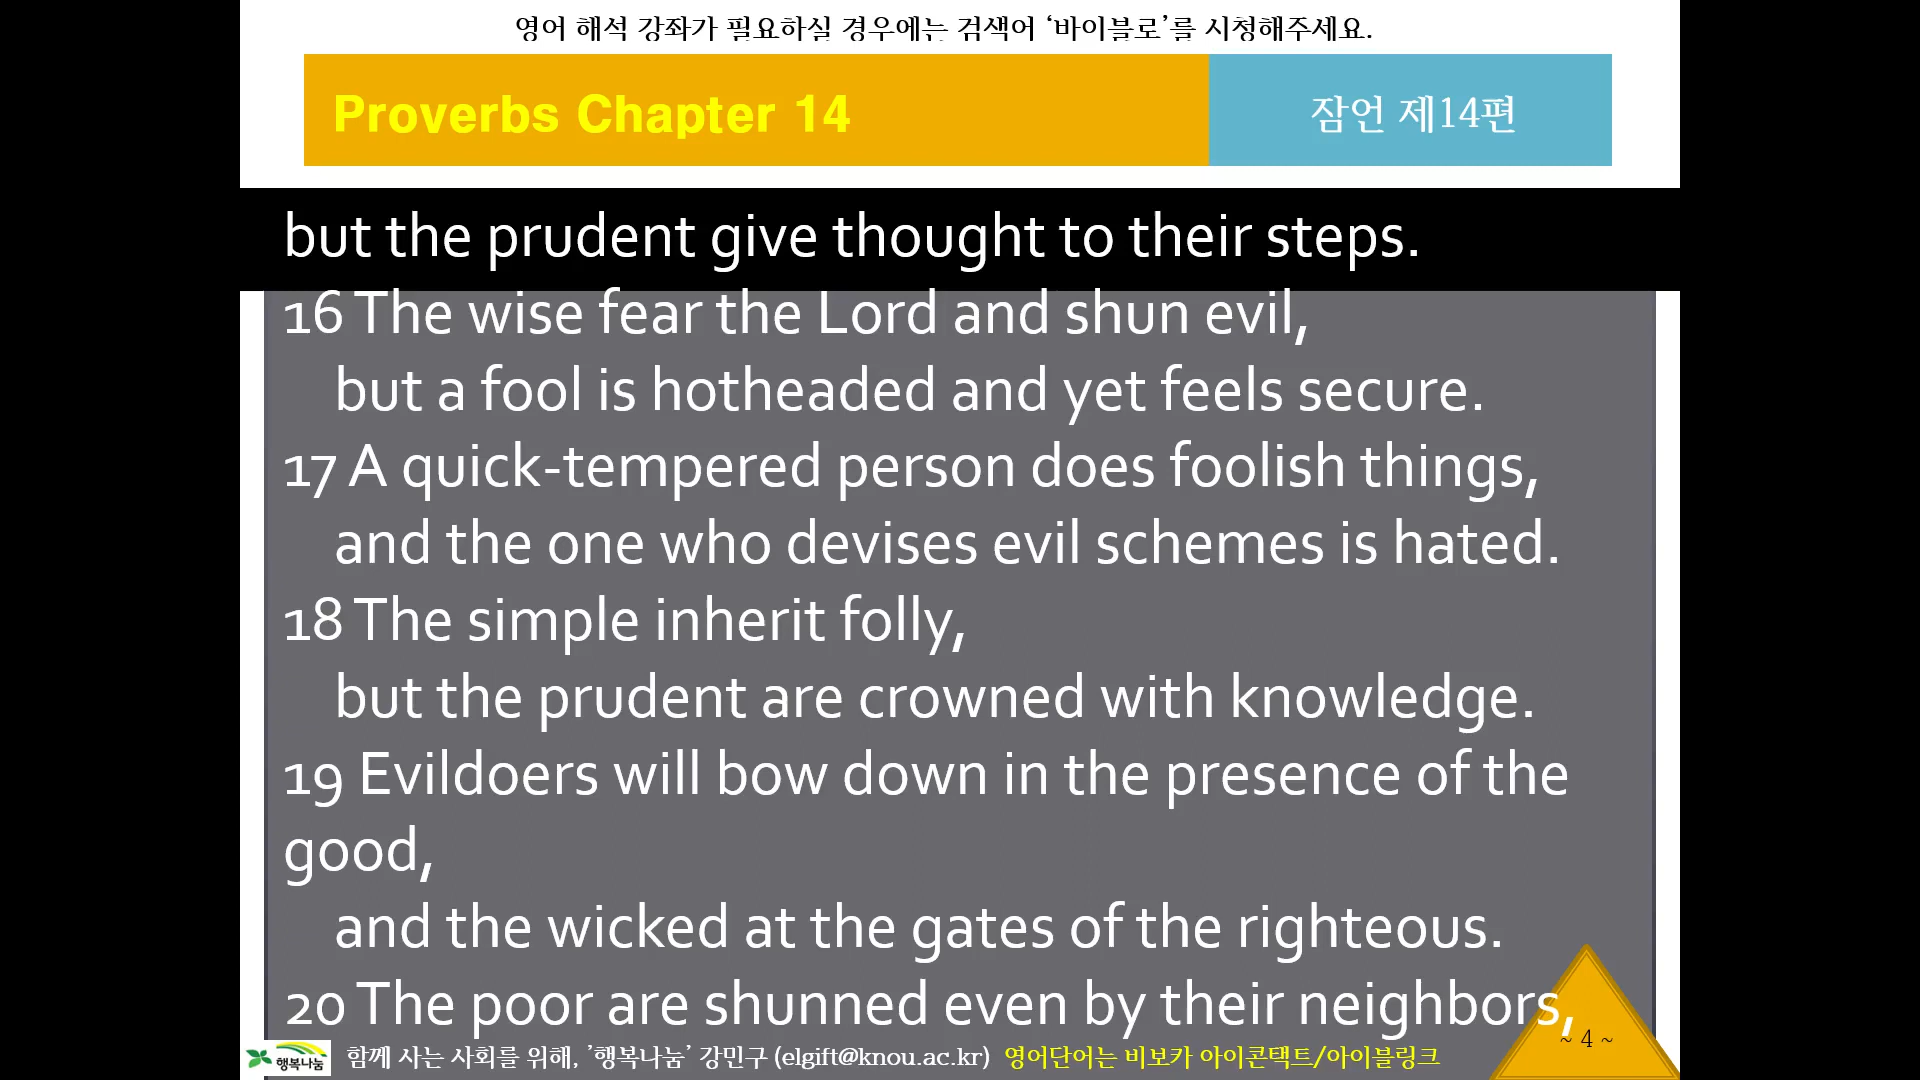 영어 해석 강좌가 필요하실 경우에는 검색어 ‘바이블로’를 시청해주세요.
Proverbs Chapter 14
잠언 제14편
but the prudent give thought to their steps.
16 The wise fear the Lord and shun evil,
but a fool is hotheaded and yet feels secure.
17 A quick-tempered person does foolish things,
and the one who devises evil schemes is hated.
18 The simple inherit folly,
but the prudent are crowned with knowledge.
19 Evildoers will bow down in the presence of the
good,
and the wicked at the gates of the righteous.
20 The poor are shunned even by their neighbors,
~ 4 ~
행복나눔
함께 사는 사회를 위해, ’행복나눔’ 강민구 (elgift@knou.ac.kr) 영어단어는 비보카 아이콘택트/아이블링크